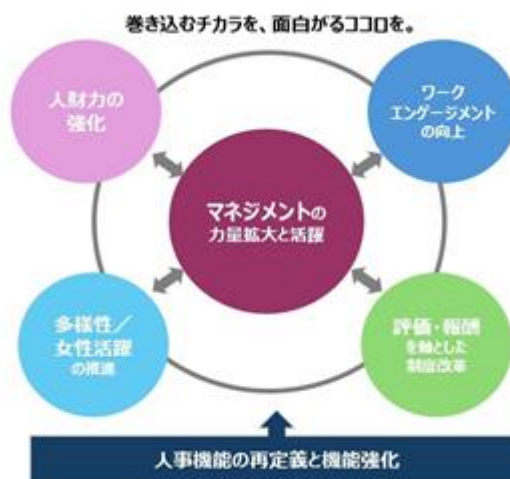 巻き込むチカラを、面白がるココロを。
人財力の
強化
ワーク
エンゲージメント
の向上
マネジメントの
力量拡大と活躍
多様性／
女性活躍
の推進
評価・報酬
を軸とした
制度改革
人事機能の再定義と機能強化